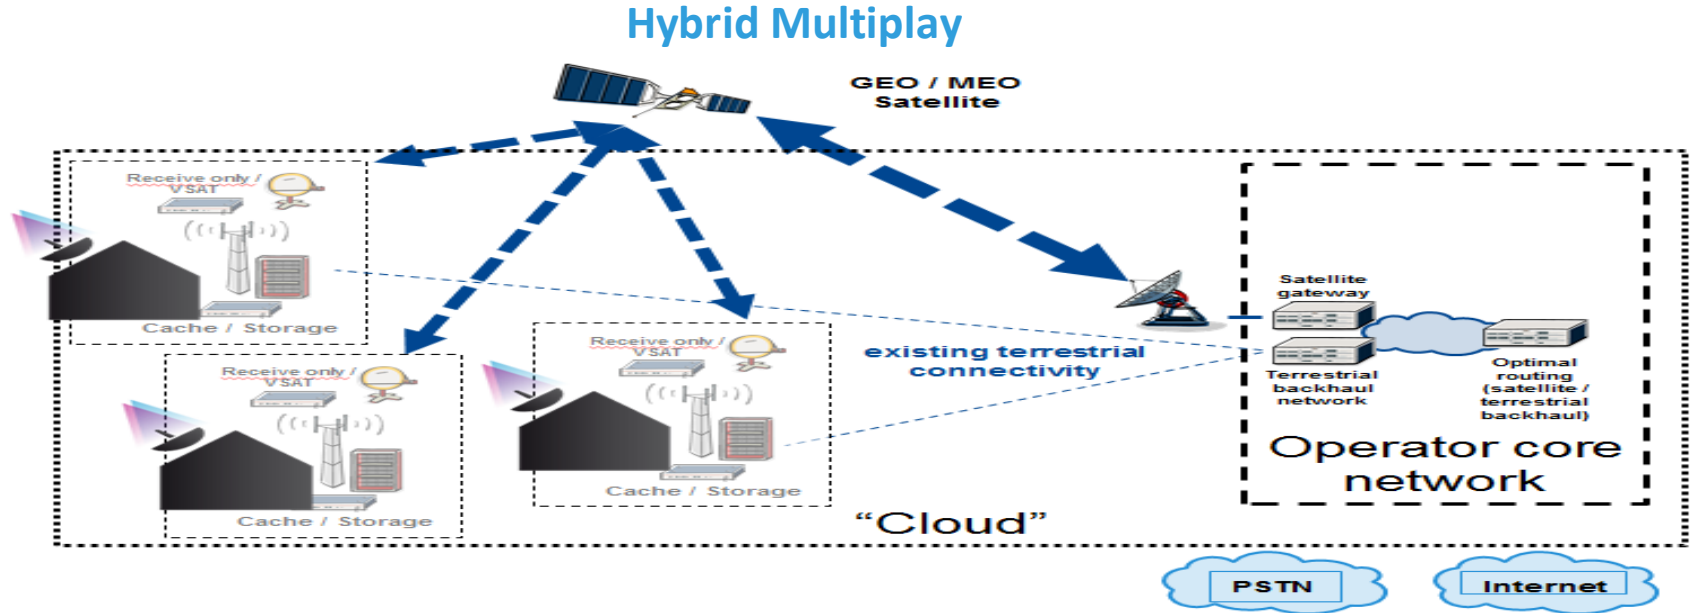 Hybrid Multiplay
GEO / MEO
Satellite
Receive only /
VSAT
Cache / Storage
Receive only /
VSAT
Cache / Storage
Receive only /
VSAT
Cache / Storage
existing terrestrial
connectivity
Satellite
gateway
Terrestrial
backhaul
network
Optimal
routing
(satellite /
terrestrial
backhaul)
Operator core
network
“Cloud”
PSTN
Internet